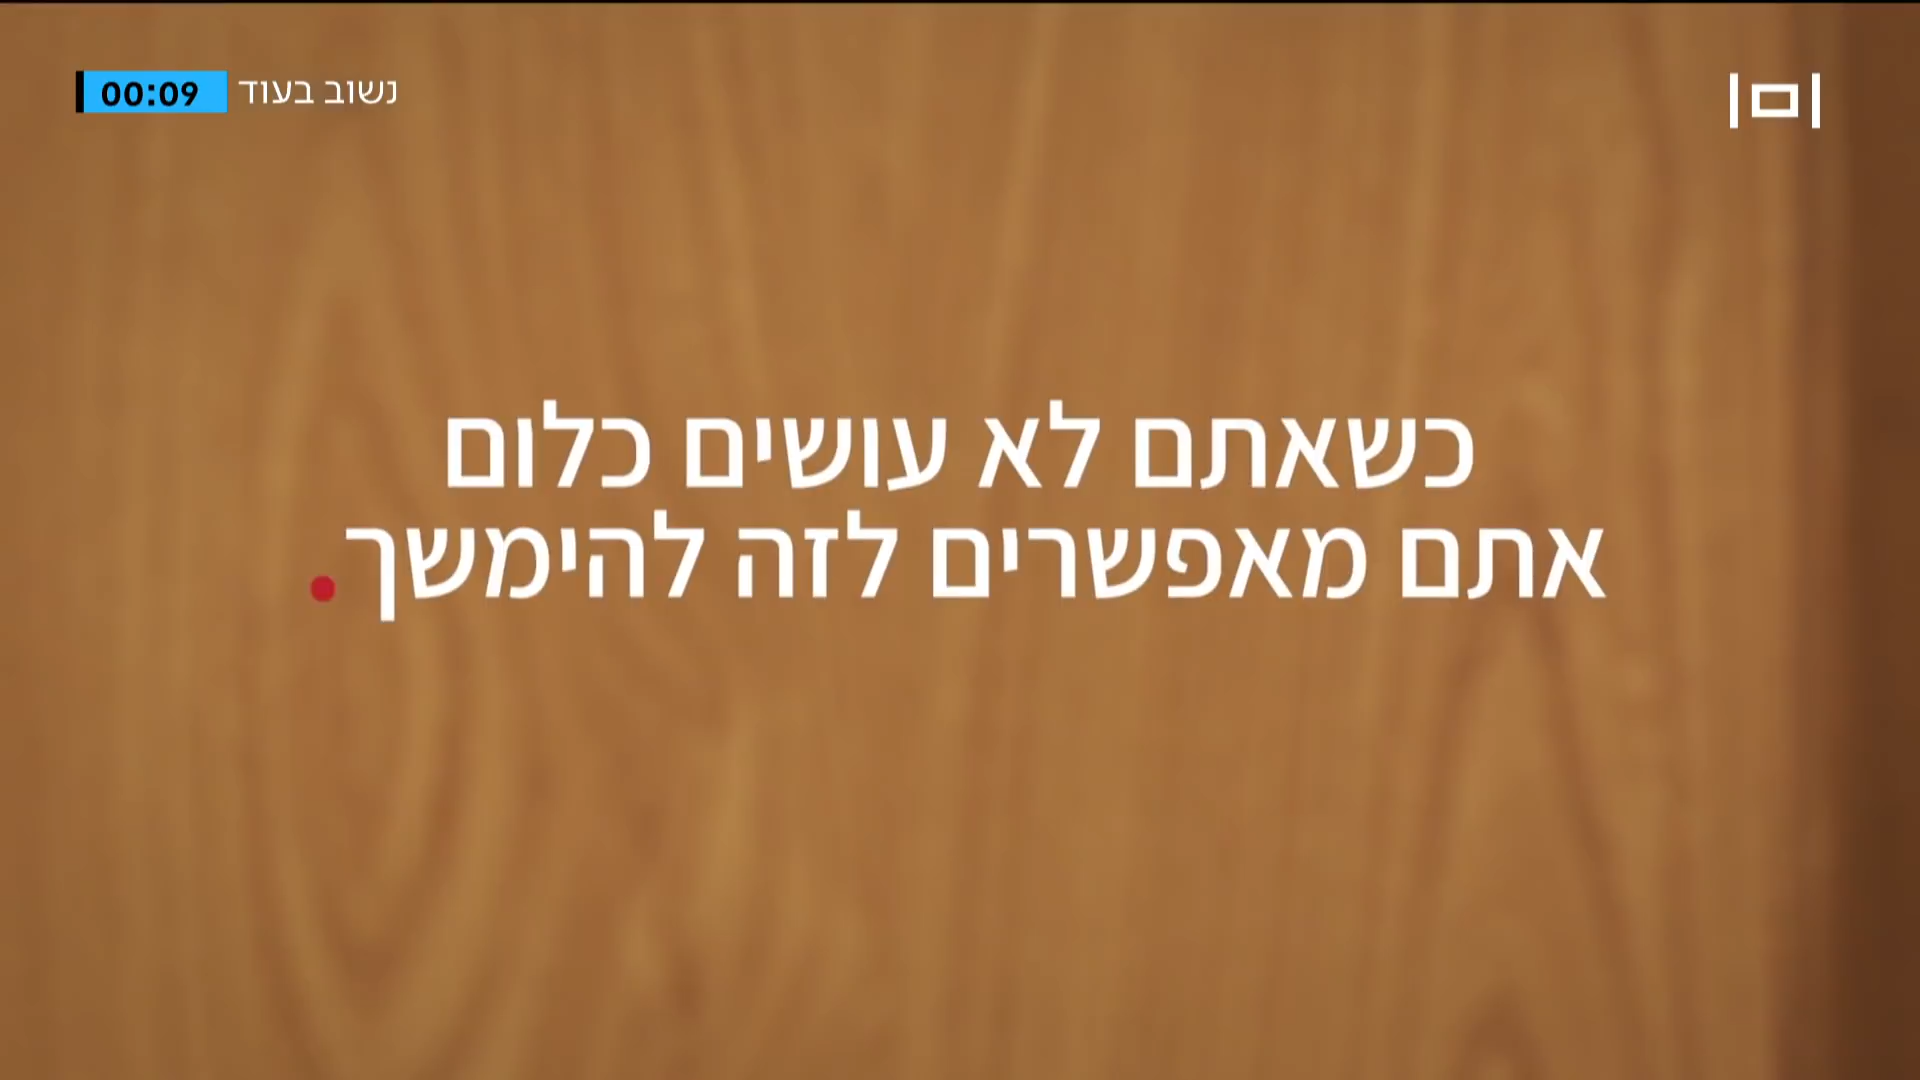 נשוב בעוד 00:09
כשאתם לא עושים כלום
אתם מאפשרים לזה להימשך.